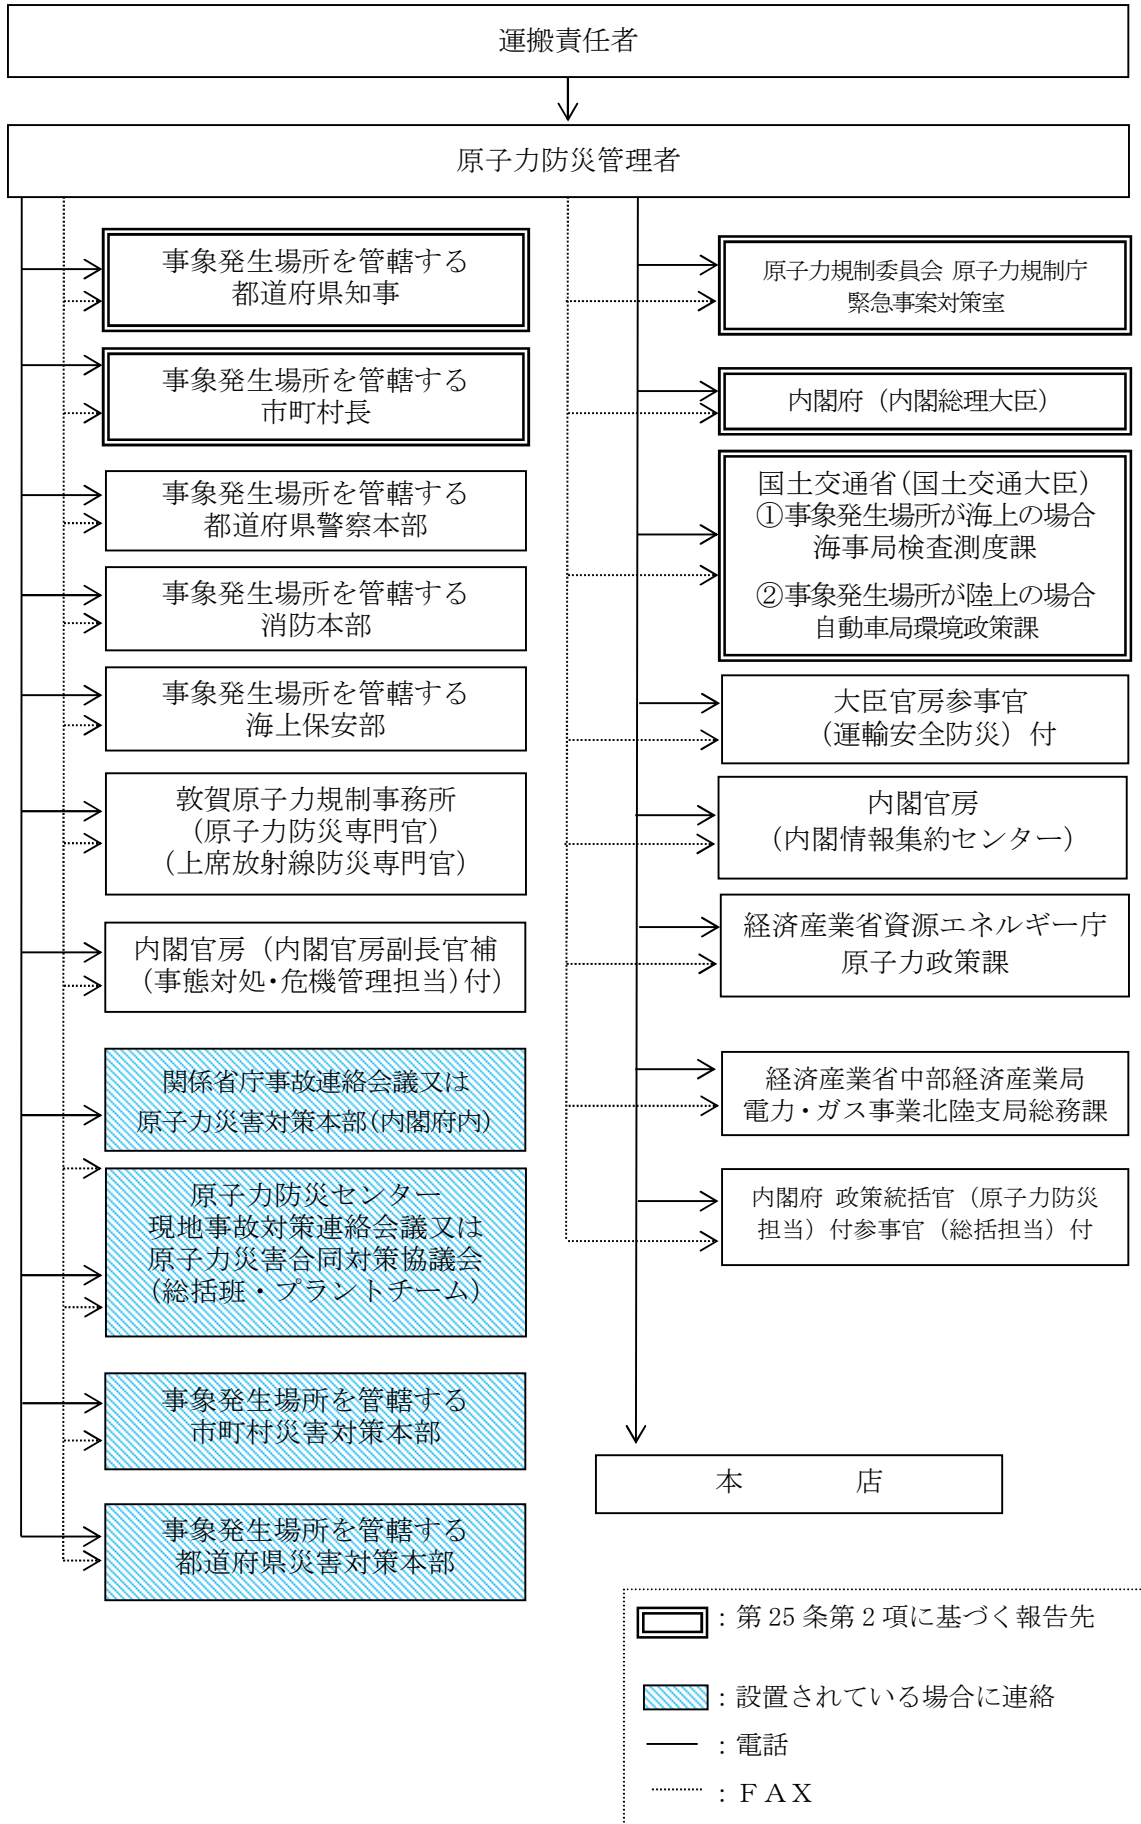 運搬責任者
原子力防災管理者
事象発生場所を管轄する
都道府県知事
事象発生場所を管轄する
市町村長
事象発生場所を管轄する
都道府県警察本部
事象発生場所を管轄する
消防本部
事象発生場所を管轄する
海上保安部
敦賀原子力規制事務所
（原子力防災専門官）
（上席放射線防災専門官）
内閣官房（内閣官房副長官補
（事態対処・危機管理担当）付）
関係省庁事故連絡会議又は
原子力災害対策本部（内閣府内）
原子力防災センター
現地事故対策連絡会議又は
原子力災害合同対策協議会
（総括班・プラントチーム）
事象発生場所を管轄する
市町村災害対策本部
事象発生場所を管轄する
都道府県災害対策本部
原子力規制委員会 原子力規制庁
緊急事案対策室
内閣府（内閣総理大臣）
国土交通省（国土交通大臣）
①事象発生場所が海上の場合
海事局検査測度課
②事象発生場所が陸上の場合
自動車局環境政策課
大臣官房参事官
（運輸安全防災）付
内閣官房
（内閣情報集約センター）
経済産業省資源エネルギー庁
原子力政策課
経済産業省中部経済産業局
電力・ガス事業北陸支局総務課
内閣府 政策統括官（原子力防災
担当）付参事官（総括担当）付
本 店
：第 25 条第 2 項に基づく報告先
：設置されている場合に連絡
：電話
：ＦＡＸ